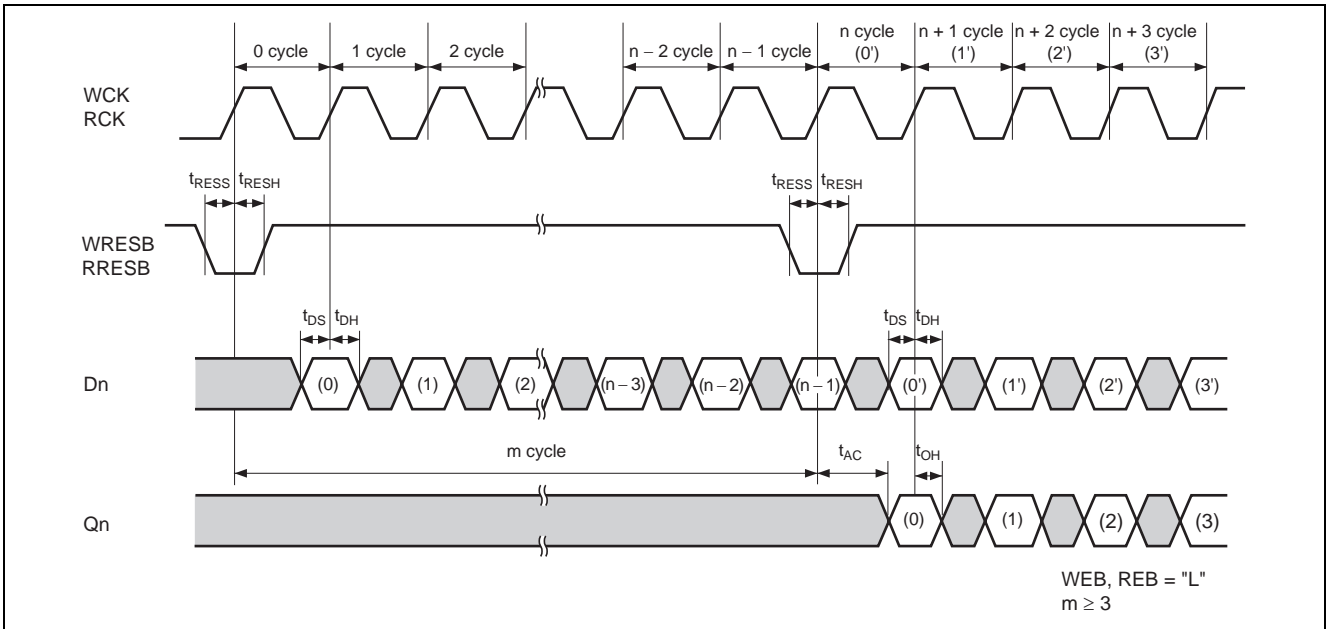 0 cycle 1 cycle 2 cycle n – 2 cycle n – 1 cycle n cycle (0') n + 1 cycle (1') n + 2 cycle (2') n + 3 cycle (3')
WCK
RCK
tRESS tRESH tRESS tRESH
WRESB
RRESB
tDS tDH tDS tDH
Dn (0) (1) (2) (n – 3) (n – 2) (n – 1) (0') (1') (2') (3')
m cycle tAC tOH
Qn (0) (1) (2) (3)
WEB, REB = "L"
m ≥ 3